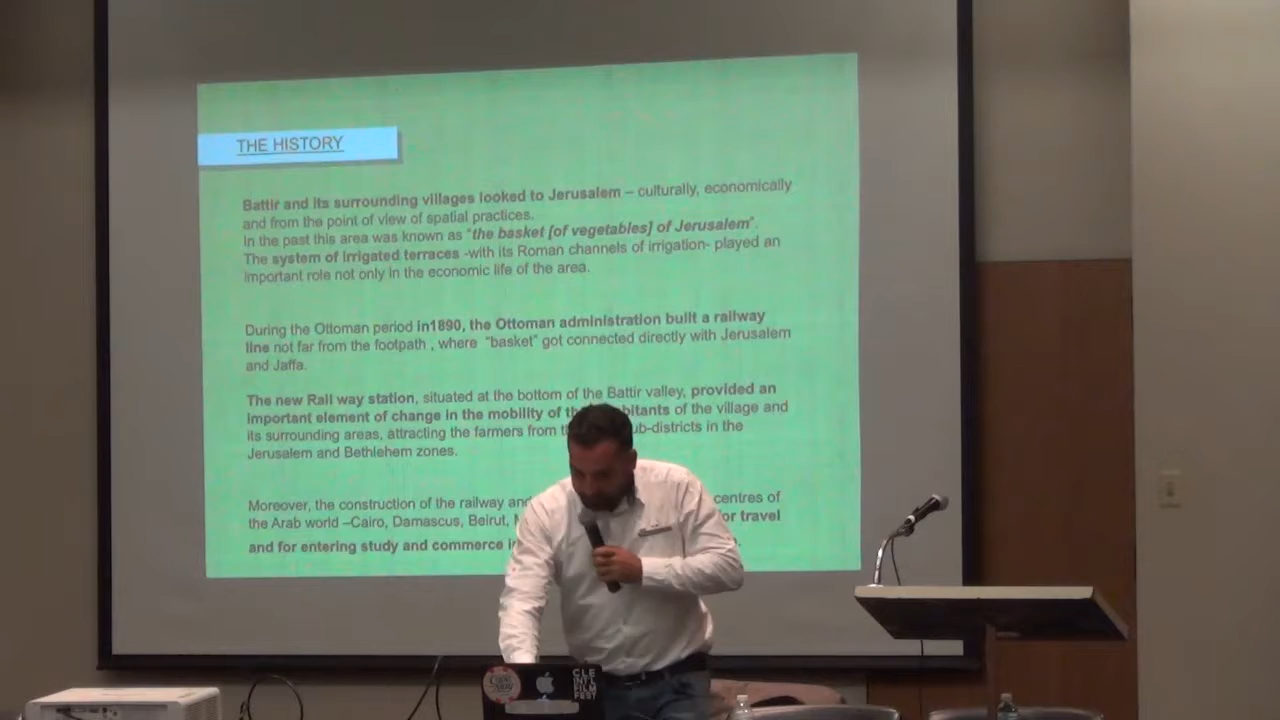 THE HISTORY
Battir and its surrounding villages looked to Jerusalem – culturally, economically
and from the point of view of spatial practices.
In the past this area was known as "the basket [of vegetables] of Jerusalem".
The system of irrigated terraces -with its Roman channels of irrigation- played an
important role not only in the economic life of the area.
During the Ottoman period in1890, the Ottoman administration built a railway
line not far from the footpath , where "basket" got connected directly with Jerusalem
and Jaffa.
The new Rail way station, situated at the bottom of the Battir valley, provided an
important element of change in the mobility of of the village and
its surrounding areas, attracting the farmers from sub-districts in the
Jerusalem and Bethlehem zones.
Moreover, the construction of the railway and centres of
the Arab world –Cairo, Damascus, Beirut, for travel
and for entering study and commerce
CLE
INT'L
FILM
FEST